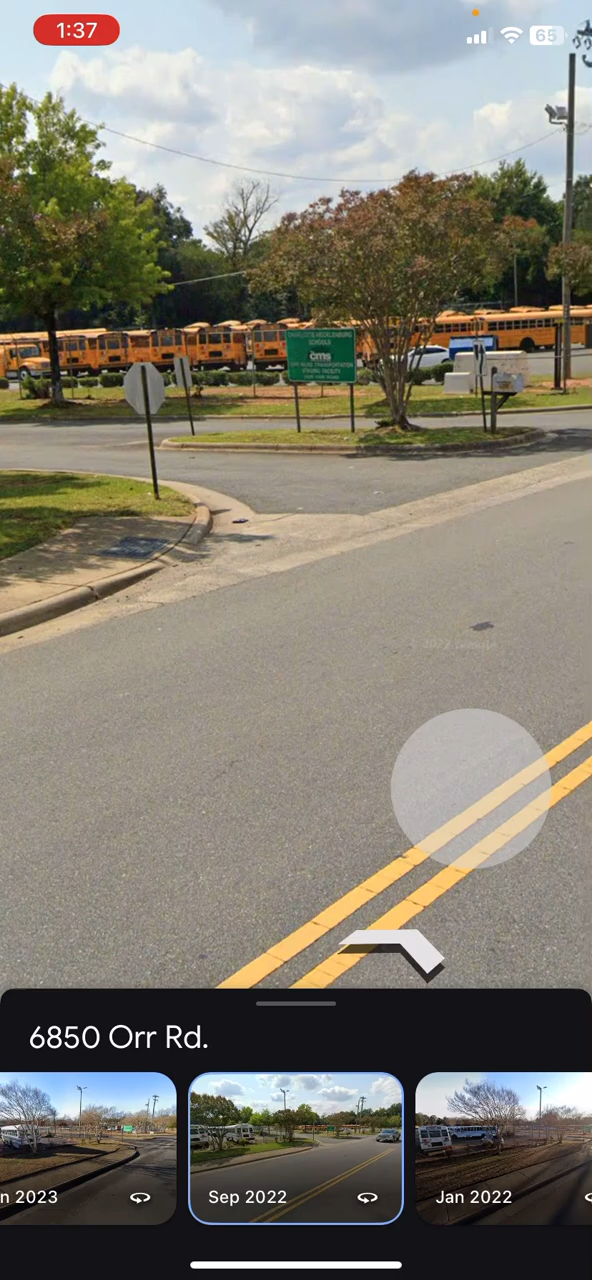 1:37
65
CHARLOTTE-MECKLENBURG
SCHOOLS
cms
6850 Orr Rd.
n 2023
Sep 2022
Jan 2022